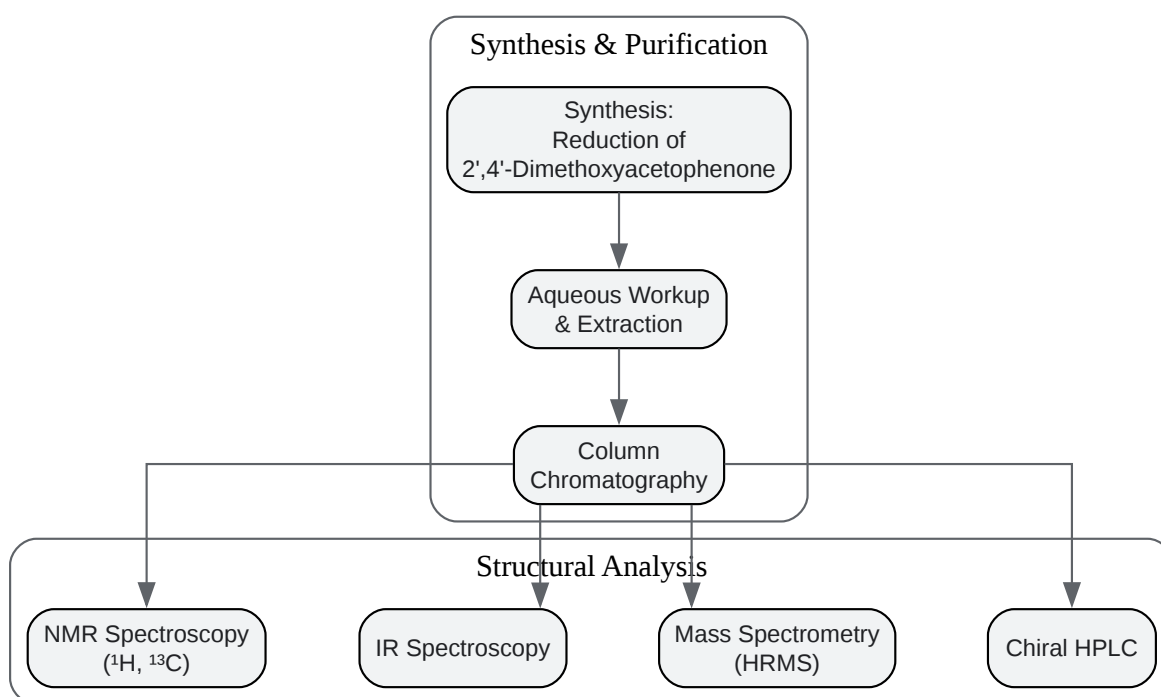 Synthesis & Purification
Synthesis:
Reduction of
2',4'-Dimethoxyacetophenone
Aqueous Workup
& Extraction
Column
Chromatography
Structural Analysis
NMR Spectroscopy
(¹H, ¹³C)
IR Spectroscopy
Mass Spectrometry
(HRMS)
Chiral HPLC